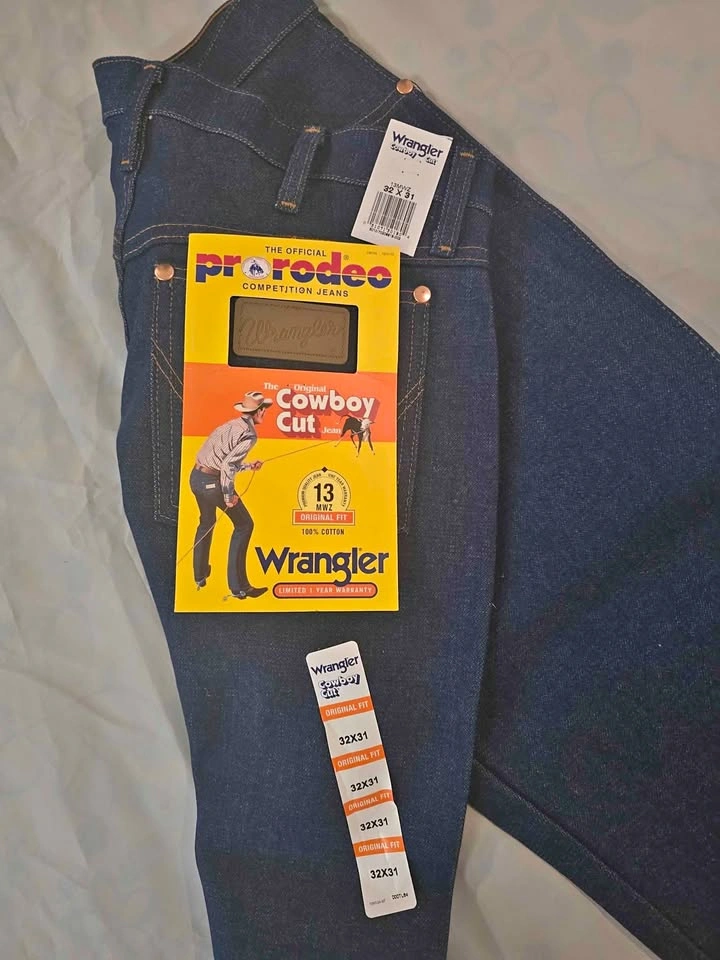 Wrangler
Cowboy Cut
13MWZ
32 X 31
THE OFFICIAL
prorodeo®
COMPETITION JEANS
Wrangler
The Original
Cowboy
Cut Jean
13
MWZ
ORIGINAL FIT
100% COTTON
Wrangler
LIMITED 1 YEAR WARRANTY
Wrangler
Cowboy
Cut
ORIGINAL FIT
32X31
ORIGINAL FIT
32X31
ORIGINAL FIT
32X31
ORIGINAL FIT
32X31